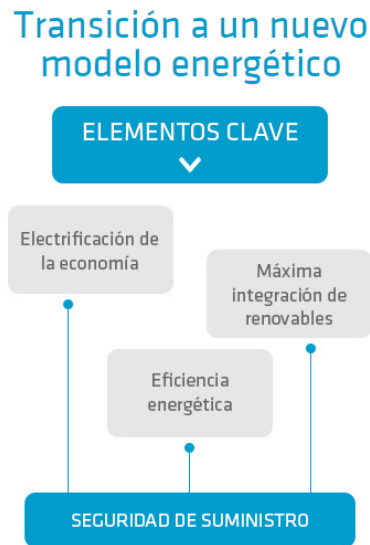 Transición a un nuevo
modelo energético
ELEMENTOS CLAVE
Electrificación de
la economía
Máxima
integración de
renovables
Eficiencia
energética
SEGURIDAD DE SUMINISTRO